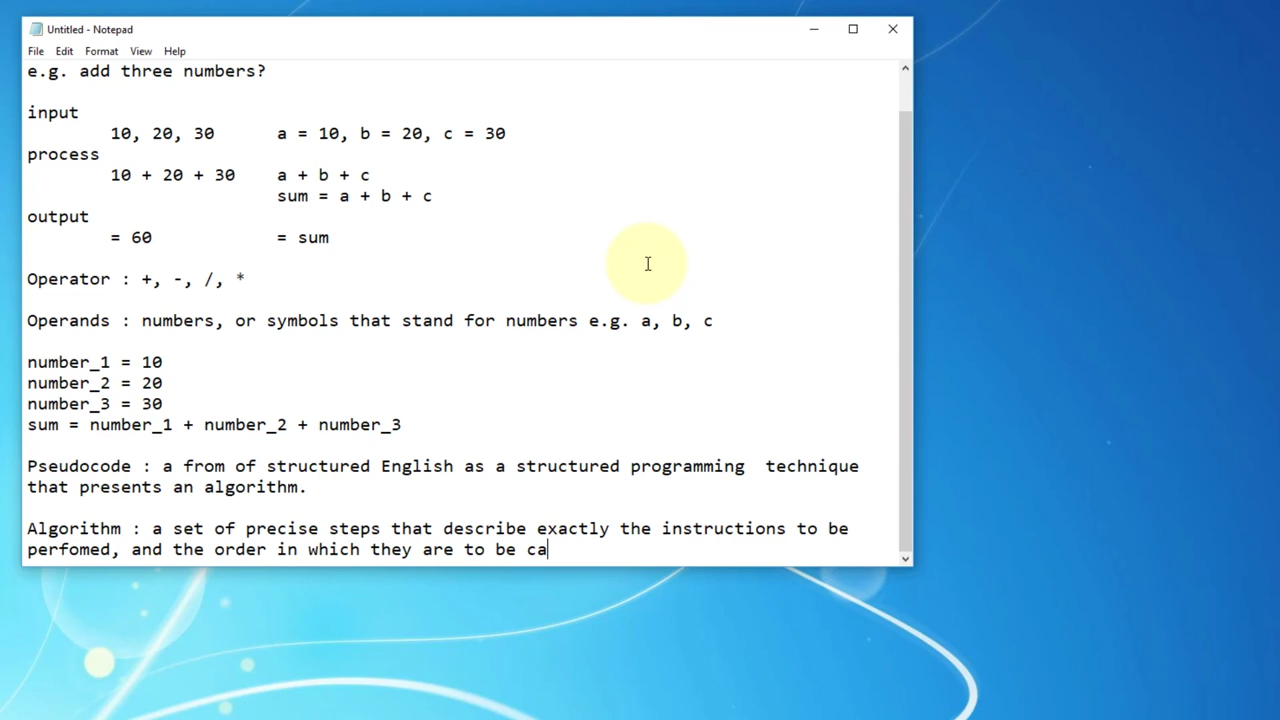 Untitled - Notepad
File Edit Format View Help
e.g. add three numbers?
input
10, 20, 30 a = 10, b = 20, c = 30
process
10 + 20 + 30 a + b + c
sum = a + b + c
output
= 60 = sum
Operator : +, -, /, *
Operands : numbers, or symbols that stand for numbers e.g. a, b, c
number_1 = 10
number_2 = 20
number_3 = 30
sum = number_1 + number_2 + number_3
Pseudocode : a from of structured English as a structured programming  technique
that presents an algorithm.
Algorithm : a set of precise steps that describe exactly the instructions to be
perfomed, and the order in which they are to be ca